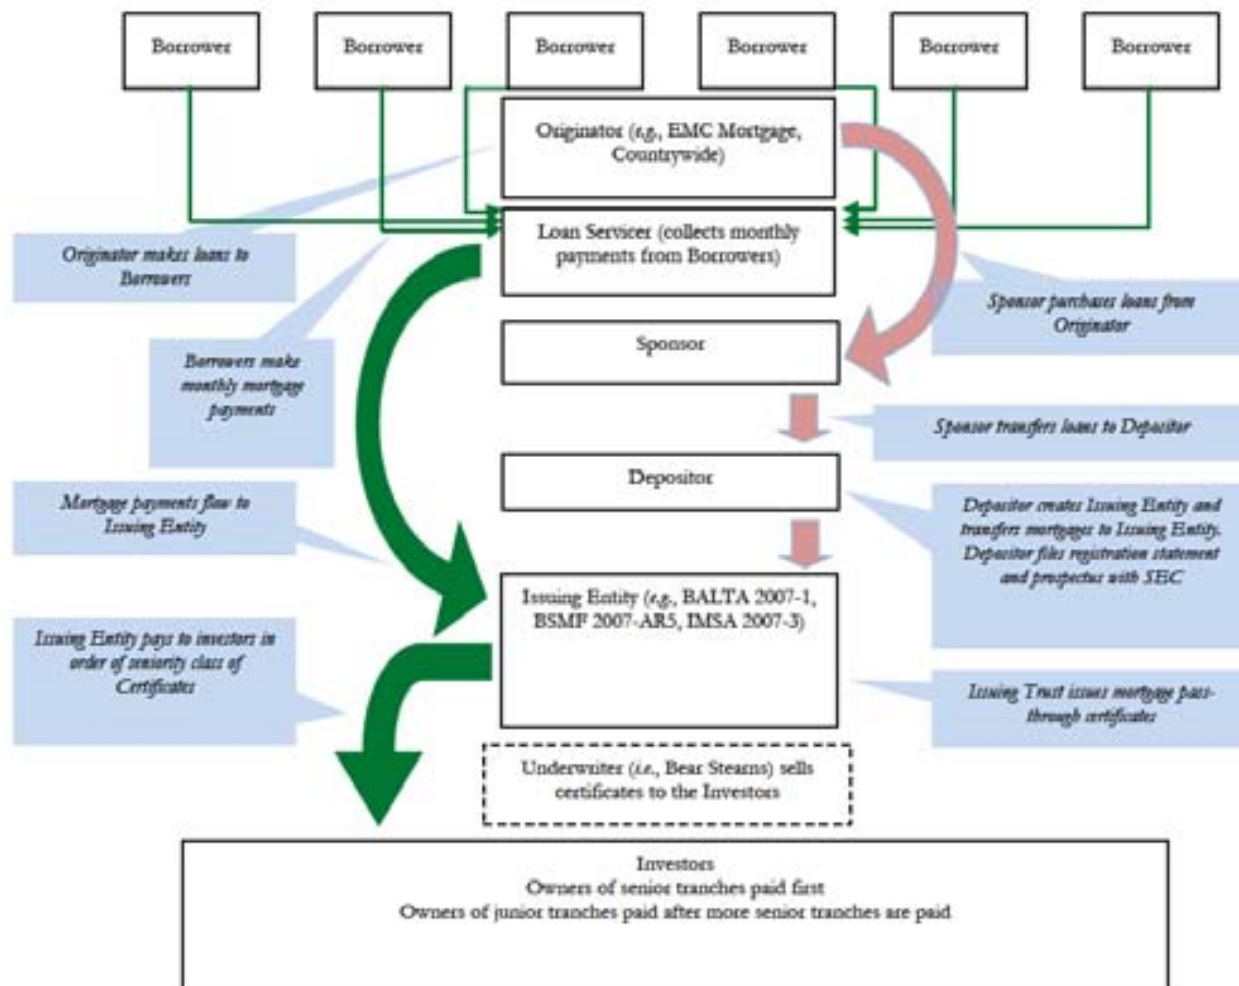 Borrower
Borrower
Borrower
Borrower
Borrower
Borrower
Originator (e.g., EMC Mortgage,
Countrywide)
Loan Servicer (collects monthly
payments from Borrowers)
Originator makes loans to
Borrowers
Sponsor purchases loans from
Originator
Sponsor
Borrowers make
monthly mortgage
payments
Sponsor transfers loans to Depositor
Depositor
Mortgage payments flow to
Issuing Entity
Depositor creates Issuing Entity and
transfers mortgages to Issuing Entity.
Depositor files registration statement
and prospectus with SEC
Issuing Entity (e.g., BALTA 2007-1,
BSMF 2007-AR5, IMSA 2007-3)
Issuing Entity pays to investors in
order of seniority class of
Certificates
Issuing Trust issues mortgage pass-
through certificates
Underwriter (i.e., Bear Stearns) sells
certificates to the Investors
Investors
Owners of senior tranches paid first
Owners of junior tranches paid after more senior tranches are paid